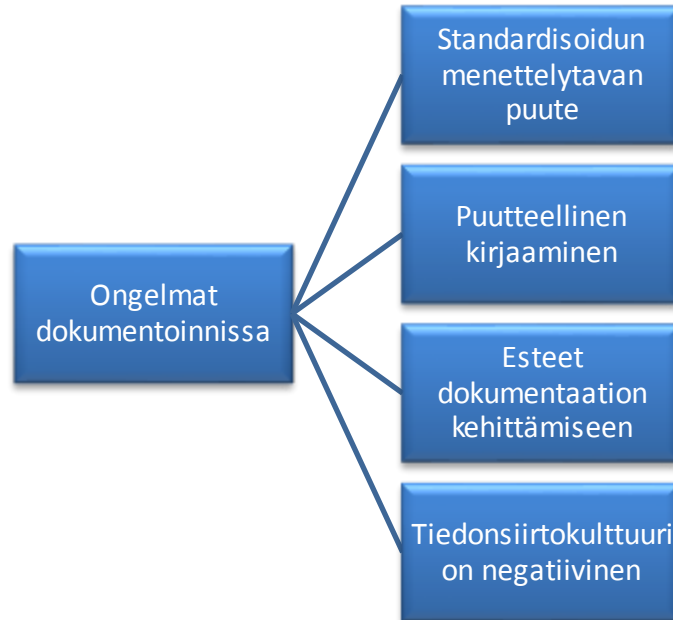 Standardisoidun
menettelytavan
puute
Puutteellinen
kirjaaminen
Ongelmat
dokumentoinnissa
Esteet
dokumentaation
kehittämiseen
Tiedonsiirtokulttuuri
on negatiivinen